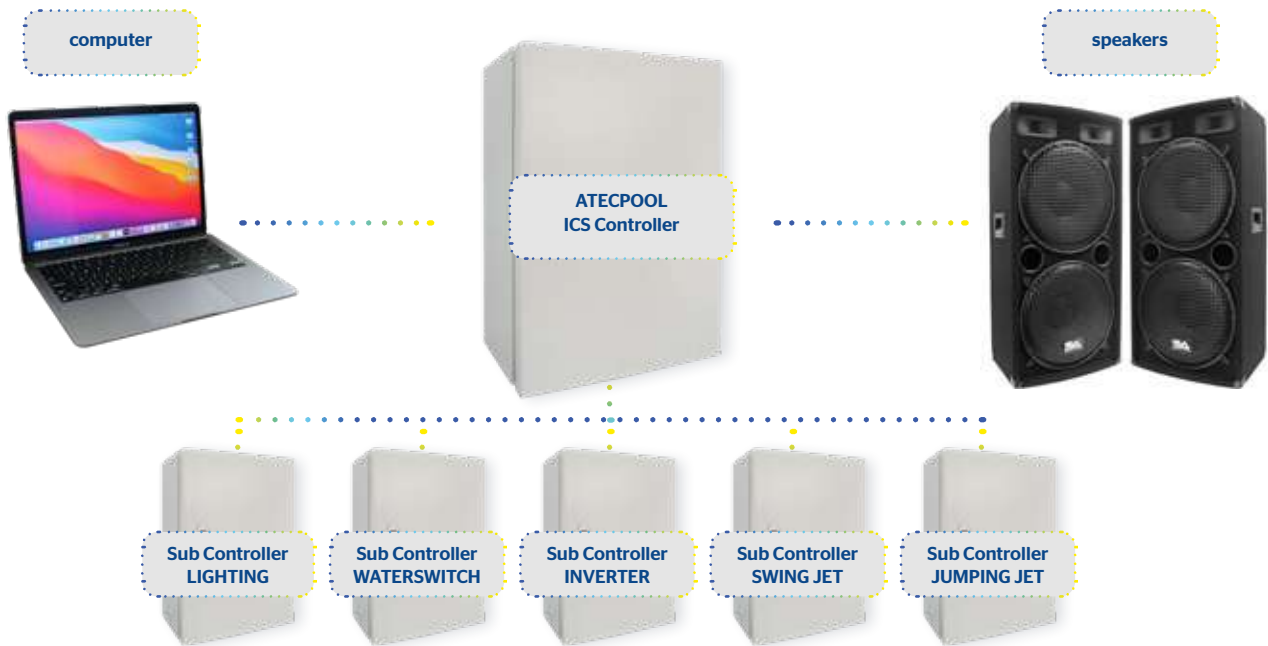 computer
speakers
ATECPOOL
ICS Controller
Sub Controller
LIGHTING
Sub Controller
WATERSWITCH
Sub Controller
INVERTER
Sub Controller
SWING JET
Sub Controller
JUMPING JET